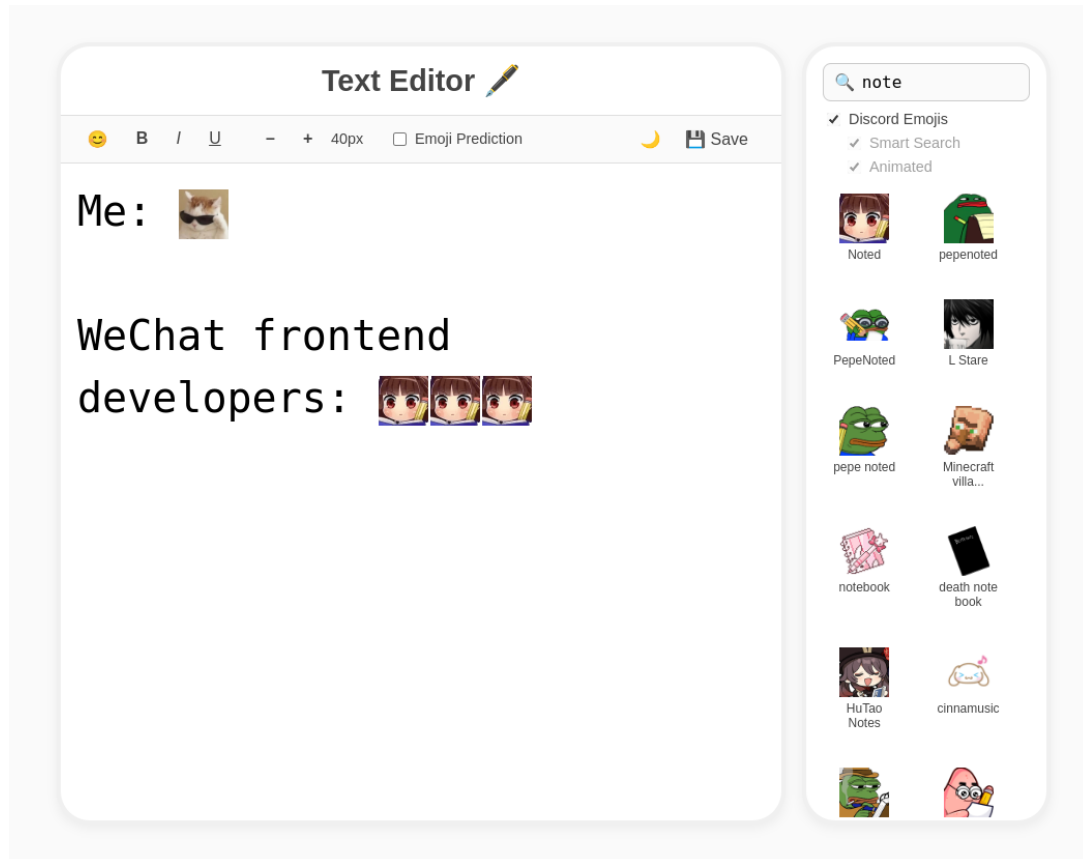 Text Editor 🖋️
😊 B I U − + 40px Emoji Prediction 🌙 💾 Save
Me:
WeChat frontend
developers:
🔍 note
Discord Emojis
Smart Search
Animated
Noted pepenoted
PepeNoted L Stare
pepe noted Minecraft
villa...
notebook death note
book
HuTao cinnamusic
Notes